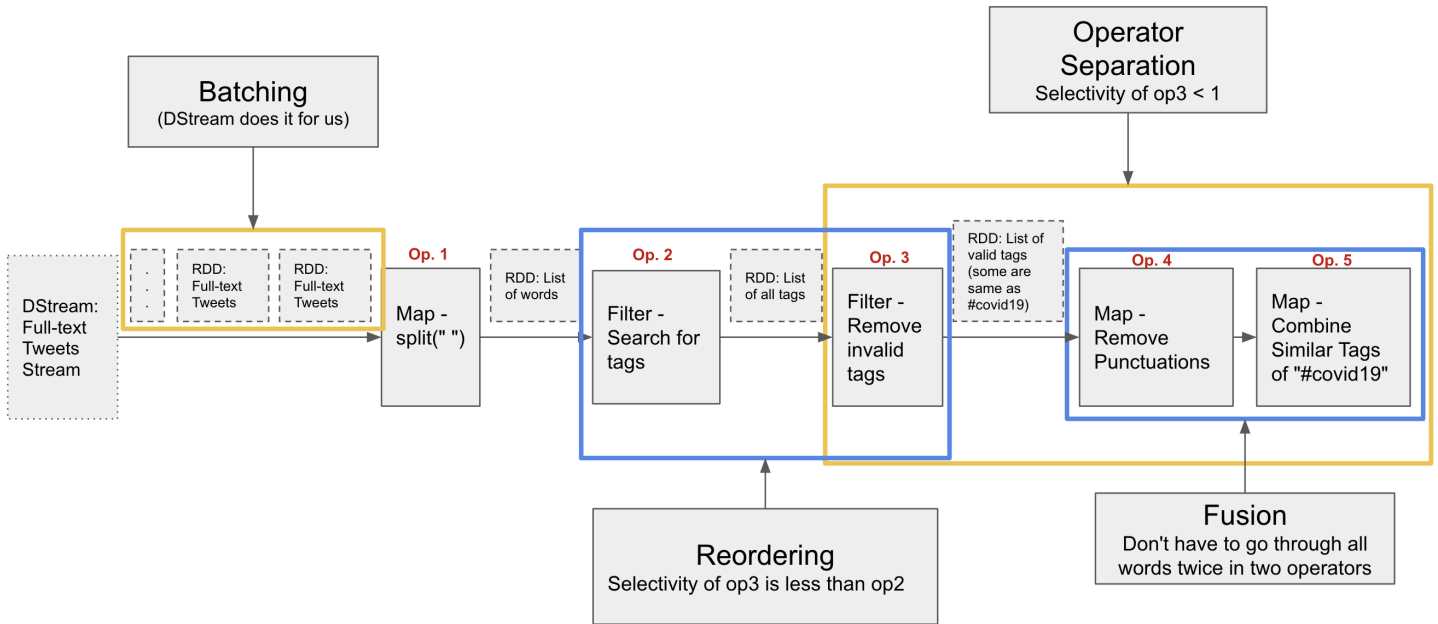 Operator
Separation
Selectivity of op3 < 1
Batching
(DStream does it for us)
DStream:
Full-text
Tweets
Stream
.
.
.
RDD:
Full-text
Tweets
RDD:
Full-text
Tweets
Op. 1
Map -
split(" ")
RDD: List
of words
Op. 2
Filter -
Search for
tags
RDD: List
of all tags
Op. 3
Filter -
Remove
invalid
tags
RDD: List of
valid tags
(some are
same as
#covid19)
Op. 4
Map -
Remove
Punctuations
Op. 5
Map -
Combine
Similar Tags
of "#covid19"
Reordering
Selectivity of op3 is less than op2
Fusion
Don't have to go through all
words twice in two operators